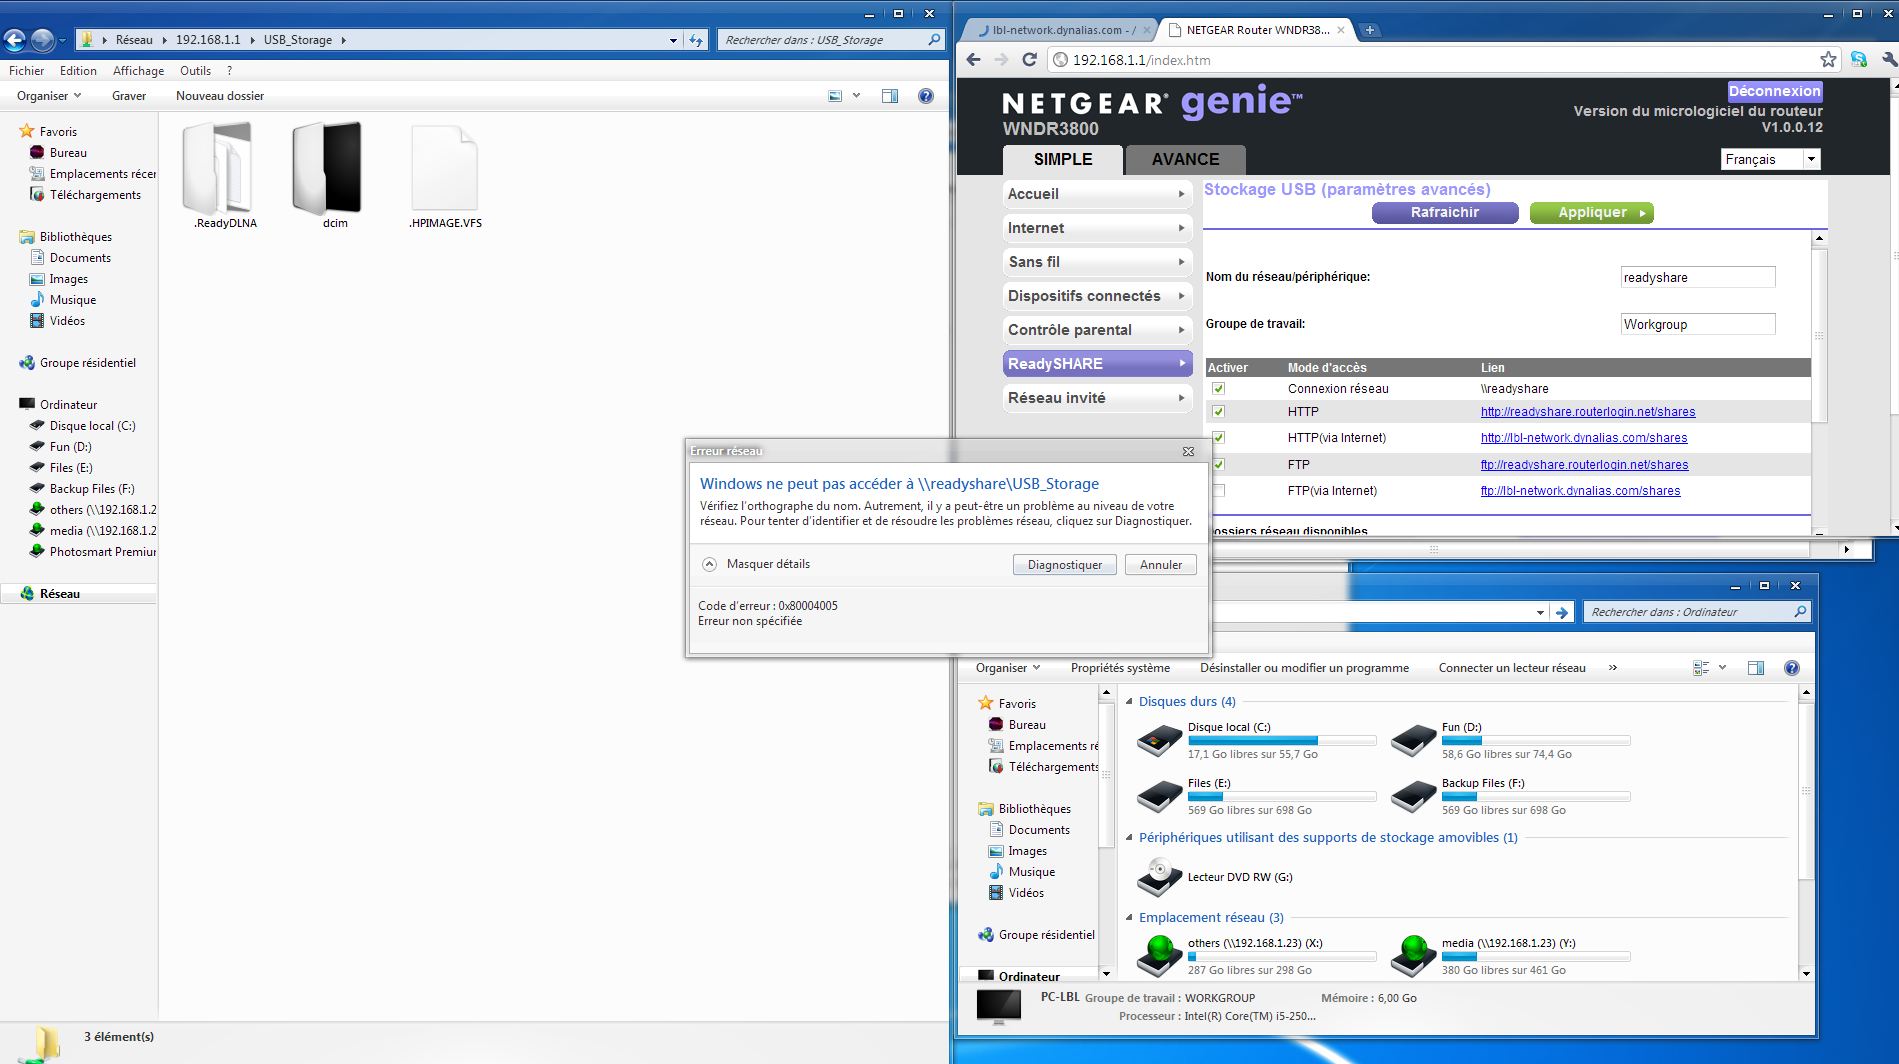 Réseau
192.168.1.1
USB_Storage
Rechercher dans : USB_Storage
Fichier Edition Affichage Outils ?
Organiser Graver Nouveau dossier
Favoris
Bureau
Emplacements récer
Téléchargements
Bibliothèques
Documents
Images
Musique
Vidéos
Groupe résidentiel
Ordinateur
Disque local (C:)
Fun (D:)
Files (E:)
Backup Files (F:)
others (\\192.168.1.2
media (\\192.168.1.2
Photosmart Premium
Réseau
.ReadyDLNA
dcim
.HPIMAGE.VFS
3 élément(s)
lbl-network.dynalias.com - /
NETGEAR Router WNDR38...
192.168.1.1/index.htm
NETGEAR® genie™
WNDR3800
Déconnexion
Version du micrologiciel du routeur
V1.0.0.12
SIMPLE
AVANCE
Français
Accueil
Internet
Sans fil
Dispositifs connectés
Contrôle parental
ReadySHARE
Réseau invité
Stockage USB (paramètres avancés)
Rafraichir
Appliquer
Nom du réseau/périphérique: readyshare
Groupe de travail: Workgroup
Activer Mode d'accès Lien
Connexion réseau \\readyshare
HTTP http://readyshare.routerlogin.net/shares
HTTP(via Internet) http://lbl-network.dynalias.com/shares
FTP ftp://readyshare.routerlogin.net/shares
FTP(via Internet) ftp://lbl-network.dynalias.com/shares
Dossiers réseau disponibles
Erreur réseau
Windows ne peut pas accéder à \\readyshare\USB_Storage
Vérifiez l'orthographe du nom. Autrement, il y a peut-être un problème au niveau de votre
réseau. Pour tenter d'identifier et de résoudre les problèmes réseau, cliquez sur Diagnostiquer.
Masquer détails
Diagnostiquer
Annuler
Code d'erreur : 0x80004005
Erreur non spécifiée
Rechercher dans : Ordinateur
Organiser Propriétés système Désinstaller ou modifier un programme Connecter un lecteur réseau »
Favoris
Bureau
Emplacements ré
Téléchargements
Bibliothèques
Documents
Images
Musique
Vidéos
Groupe résidentiel
Ordinateur
Disques durs (4)
Disque local (C:)
17,1 Go libres sur 55,7 Go
Fun (D:)
58,6 Go libres sur 74,4 Go
Files (E:)
569 Go libres sur 698 Go
Backup Files (F:)
569 Go libres sur 698 Go
Périphériques utilisant des supports de stockage amovibles (1)
Lecteur DVD RW (G:)
Emplacement réseau (3)
others (\\192.168.1.23) (X:)
287 Go libres sur 298 Go
media (\\192.168.1.23) (Y:)
380 Go libres sur 461 Go
PC-LBL Groupe de travail : WORKGROUP Mémoire : 6,00 Go
Processeur : Intel(R) Core(TM) i5-250...